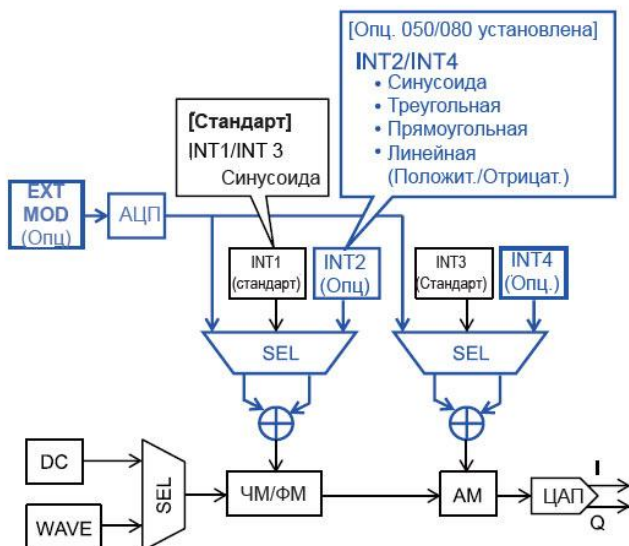 [Опц. 050/080 установлена]
INT2/INT4
• Синусоида
• Треугольная
• Прямоугольная
• Линейная
(Положит./Отрицат.)
[Стандарт]
INT1/INT 3
Синусоида
EXT
MOD
(Опц)
АЦП
INT1
(стандарт)
INT2
(Опц)
INT3
(Стандарт)
INT4
(Опц.)
SEL
SEL
DC
WAVE
SEL
ЧМ/ФМ
АМ
ЦАП
I
Q